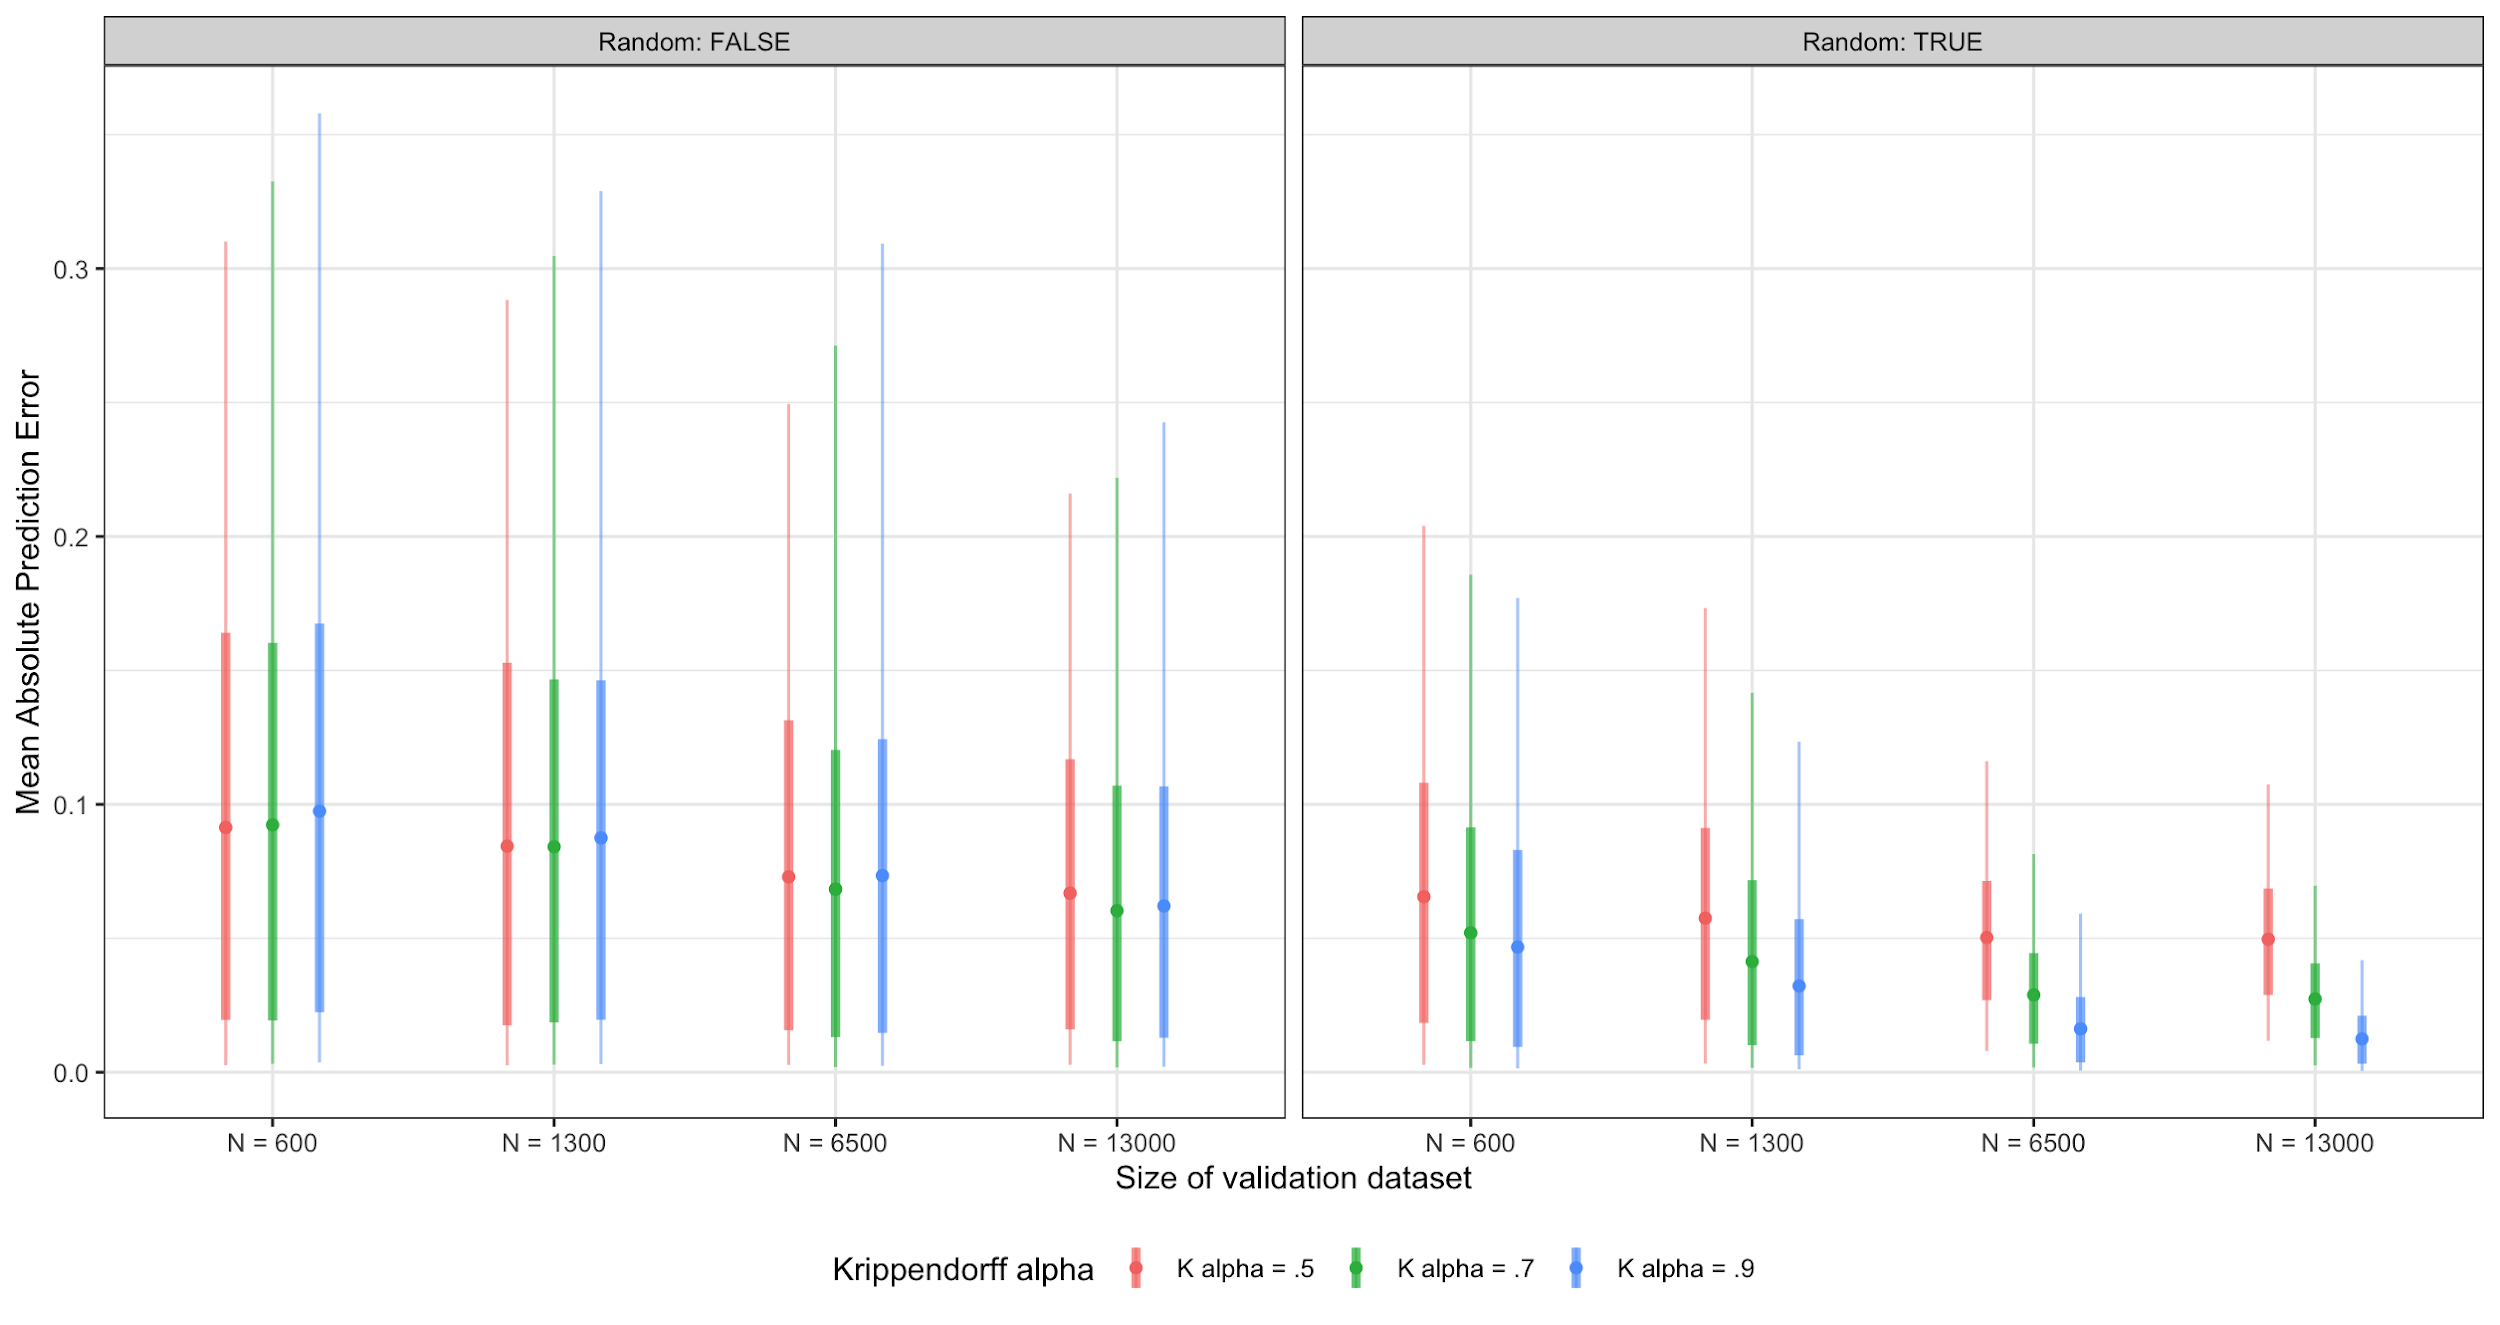 Random: FALSE
Random: TRUE
Mean Absolute Prediction Error
0.3
0.2
0.1
0.0
N = 600
N = 1300
N = 6500
N = 13000
N = 600
N = 1300
N = 6500
N = 13000
Size of validation dataset
Krippendorff alpha
K alpha = .5
K alpha = .7
K alpha = .9